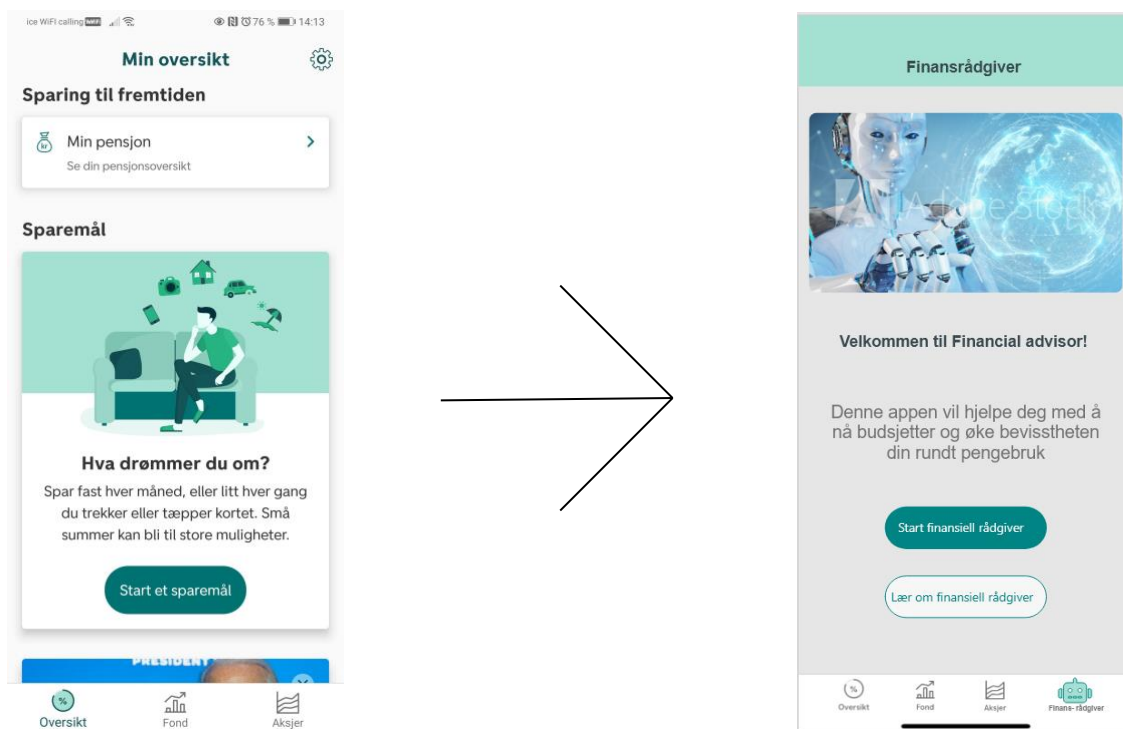 ice WiFi calling WiFi 76 % 14:13
Min oversikt
Sparing til fremtiden
kr
Min pensjon
Se din pensjonsoversikt
Sparemål
Hva drømmer du om?
Spar fast hver måned, eller litt hver gang
du trekker eller tæpper kortet. Små
summer kan bli til store muligheter.
Start et sparemål
PRESIDENT
%
Oversikt
Fond
Aksjer
Finansrådgiver
Adobe Stock
Velkommen til Financial advisor!
Denne appen vil hjelpe deg med å
nå budsjetter og øke bevisstheten
din rundt pengebruk
Start finansiell rådgiver
Lær om finansiell rådgiver
%
Oversikt
Fond
Aksjer
Finans- rådgiver